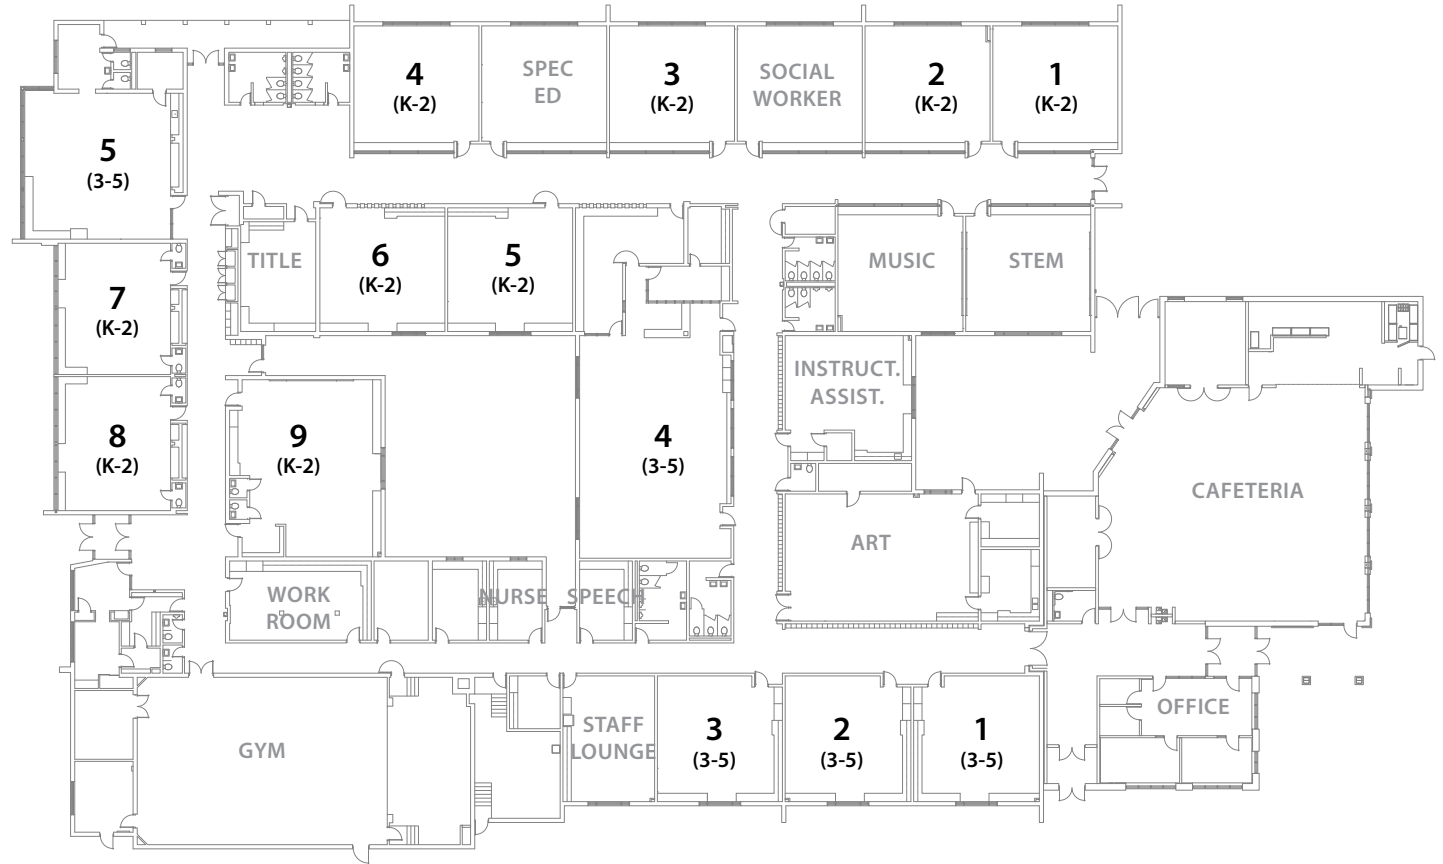 4
(K-2)
SPEC
ED
3
(K-2)
SOCIAL
WORKER
2
(K-2)
1
(K-2)
5
(3-5)
TITLE
6
(K-2)
5
(K-2)
MUSIC
STEM
7
(K-2)
INSTRUCT.
ASSIST.
8
(K-2)
9
(K-2)
4
(3-5)
CAFETERIA
ART
WORK
ROOM
NURSE
SPEECH
GYM
STAFF
LOUNGE
3
(3-5)
2
(3-5)
1
(3-5)
OFFICE